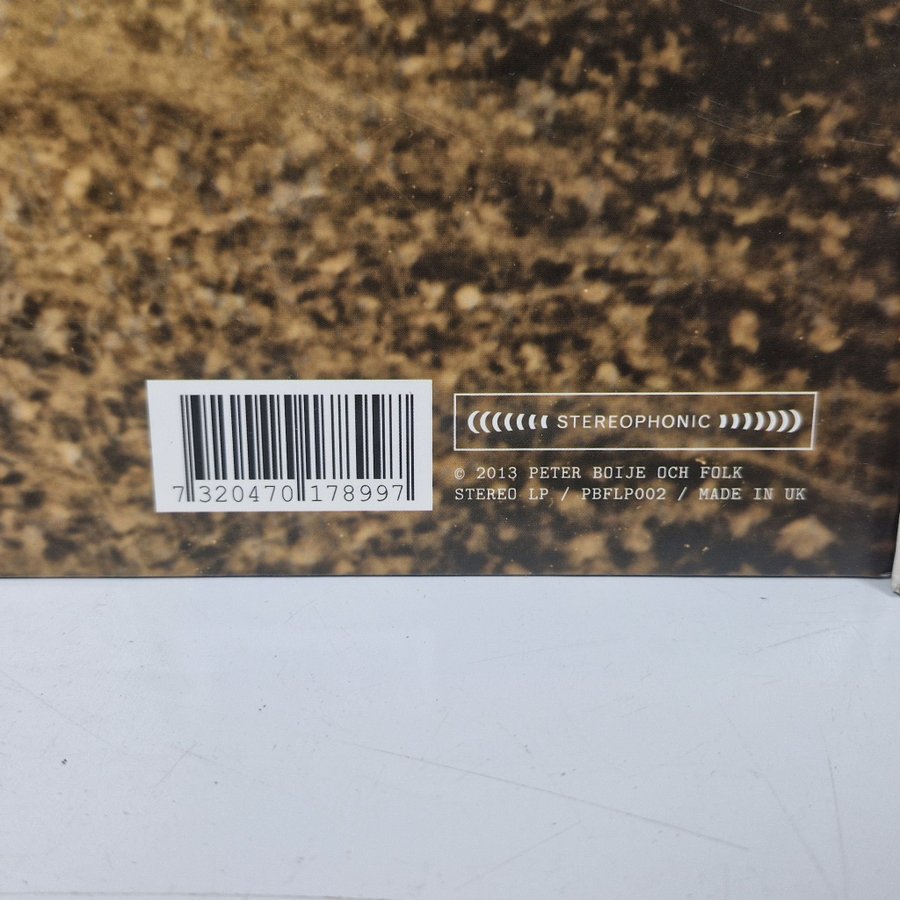 7 320470 178997
STEREOPHONIC
© 2013 PETER BOIJE OCH FOLK
STEREO LP / PBFLP002 / MADE IN UK